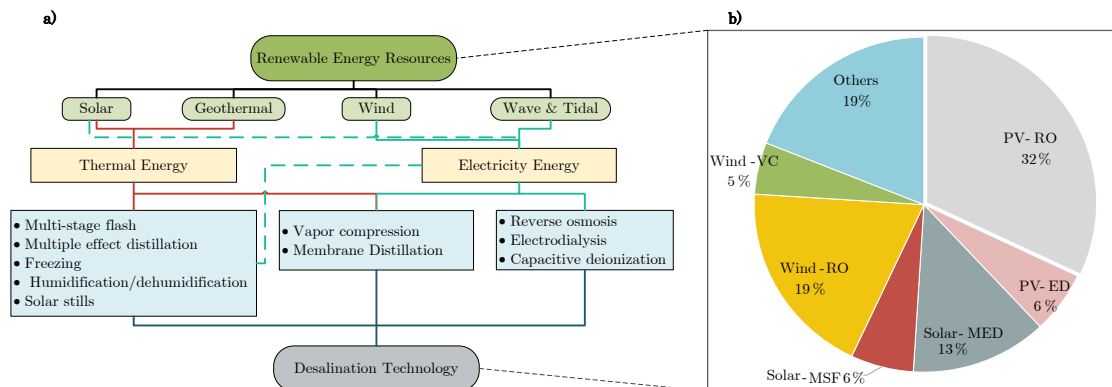 a)
Renewable Energy Resources
Solar
Geothermal
Wind
Wave & Tidal
Thermal Energy
Electricity Energy
• Multi-stage flash
• Multiple effect distillation
• Freezing
• Humidification/dehumidification
• Solar stills
• Vapor compression
• Membrane Distillation
• Reverse osmosis
• Electrodialysis
• Capacitive deionization
Desalination Technology
b)
Others
19%
PV-RO
32%
Wind-VC
5%
Wind-RO
19%
PV-ED
6%
Solar-MED
13%
Solar-MSF 6%